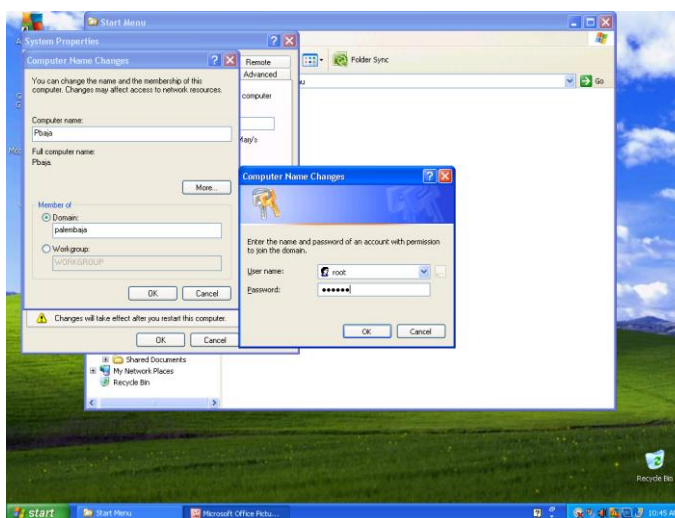 Start Menu
System Properties
Computer Name Changes
Remote
Advanced
Folder Sync
Go
You can change the name and the membership of this
computer. Changes may affect access to network resources.
computer
Computer name:
Pbaja
Mary's
Full computer name:
Pbaja.
More...
Member of
Domain:
palembaja
Workgroup:
WORKGROUP
OK
Cancel
Computer Name Changes
Enter the name and password of an account with permission
to join the domain.
User name:
root
Password:
OK
Cancel
Changes will take effect after you restart this computer.
OK
Cancel
Shared Documents
My Network Places
Recycle Bin
Recycle Bin
start
Start Menu
Microsoft Office Pictu...
10:45 AM